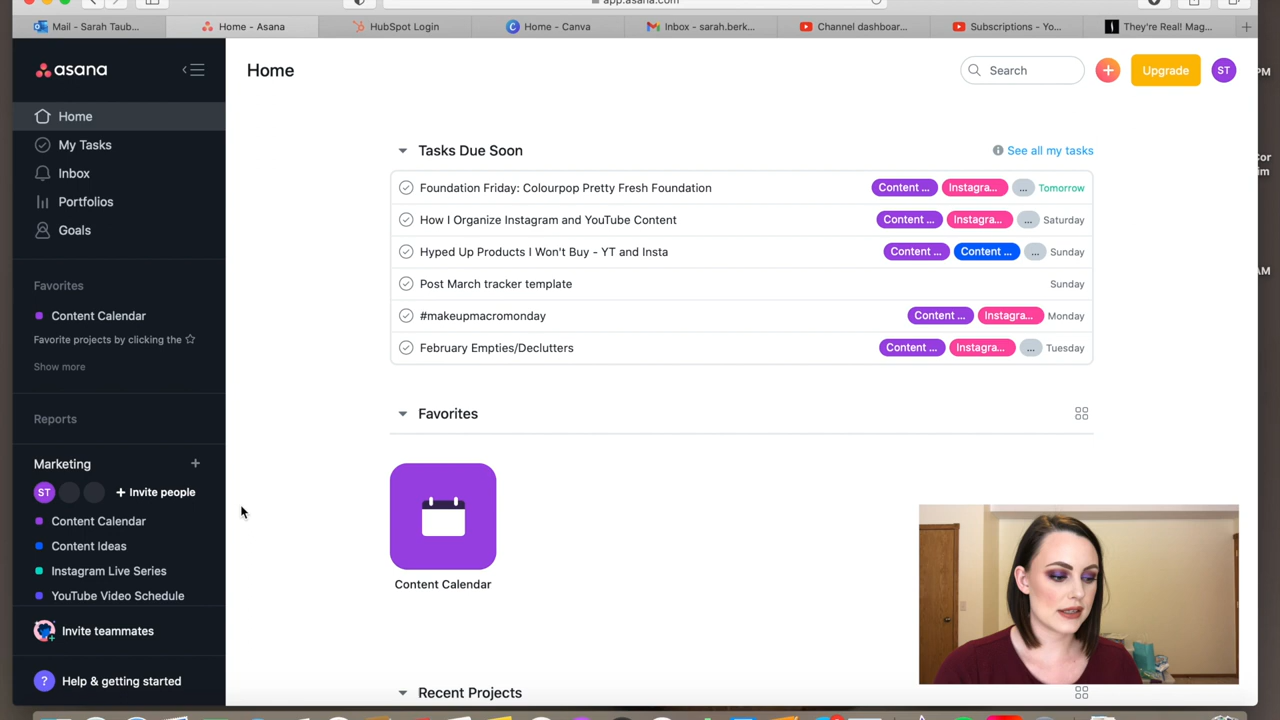 app.asana.com
Mail - Sarah Taub...
Home - Asana
HubSpot Login
Home - Canva
Inbox - sarah.berk...
Channel dashboar...
Subscriptions - Yo...
They're Real! Mag...
asana
Home
My Tasks
Inbox
Portfolios
Goals
Favorites
Content Calendar
Favorite projects by clicking the
Show more
Reports
Marketing
ST
+ Invite people
Content Calendar
Content Ideas
Instagram Live Series
YouTube Video Schedule
Invite teammates
? Help & getting started
Home
Search
Upgrade
ST
Tasks Due Soon
See all my tasks
Foundation Friday: Colourpop Pretty Fresh Foundation Content ... Instagra... ... Tomorrow
How I Organize Instagram and YouTube Content Content ... Instagra... ... Saturday
Hyped Up Products I Won't Buy - YT and Insta Content ... Content ... ... Sunday
Post March tracker template Sunday
#makeupmacromonday Content ... Instagra... Monday
February Empties/Declutters Content ... Instagra... ... Tuesday
Favorites
Content Calendar
Recent Projects
PM
AM